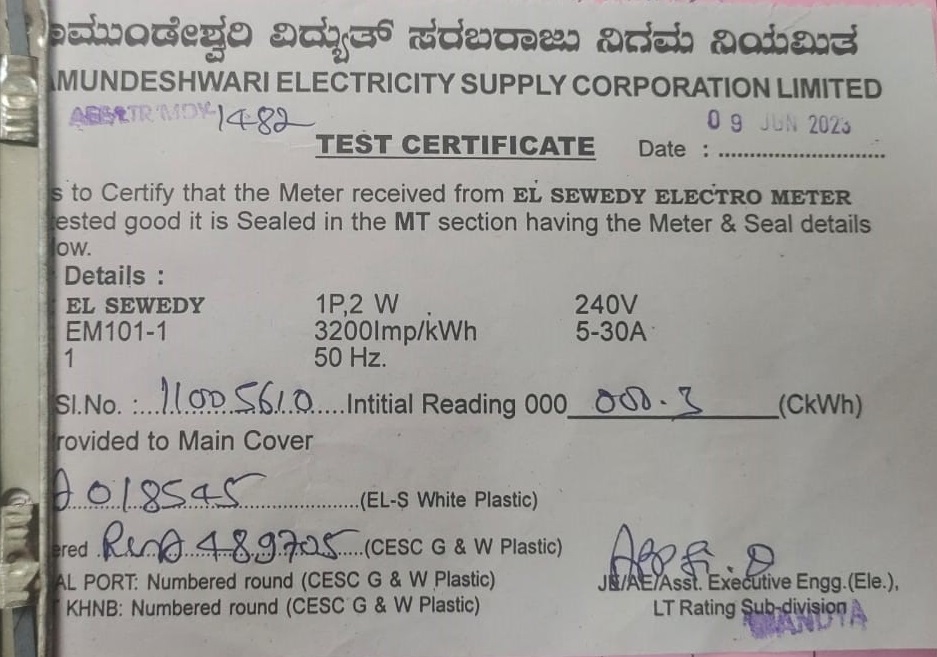 ಾಮುಂಡೇಶ್ವರಿ ವಿದ್ಯುತ್ ಸರಬರಾಜು ನಿಗಮ ನಿಯಮಿತ
MUNDESHWARI ELECTRICITY SUPPLY CORPORATION LIMITED
1482 09 JUN 2023
TEST CERTIFICATE Date : ............................
s to Certify that the Meter received from EL SEWEDY ELECTRO METER
ested good it is Sealed in the MT section having the Meter & Seal details
ow.
Details :
EL SEWEDY 1P,2 W 240V
EM101-1 3200Imp/kWh 5-30A
1 50 Hz.
Sl.No. :...11005610.....Intitial Reading 000 000.3 (CkWh)
rovided to Main Cover
018545....................(EL-S White Plastic)
ered 489705.....(CESC G & W Plastic)
AL PORT: Numbered round (CESC G & W Plastic) JE/AE/Asst. Executive Engg.(Ele.),
KHNB: Numbered round (CESC G & W Plastic) LT Rating Sub-division
MANDYA